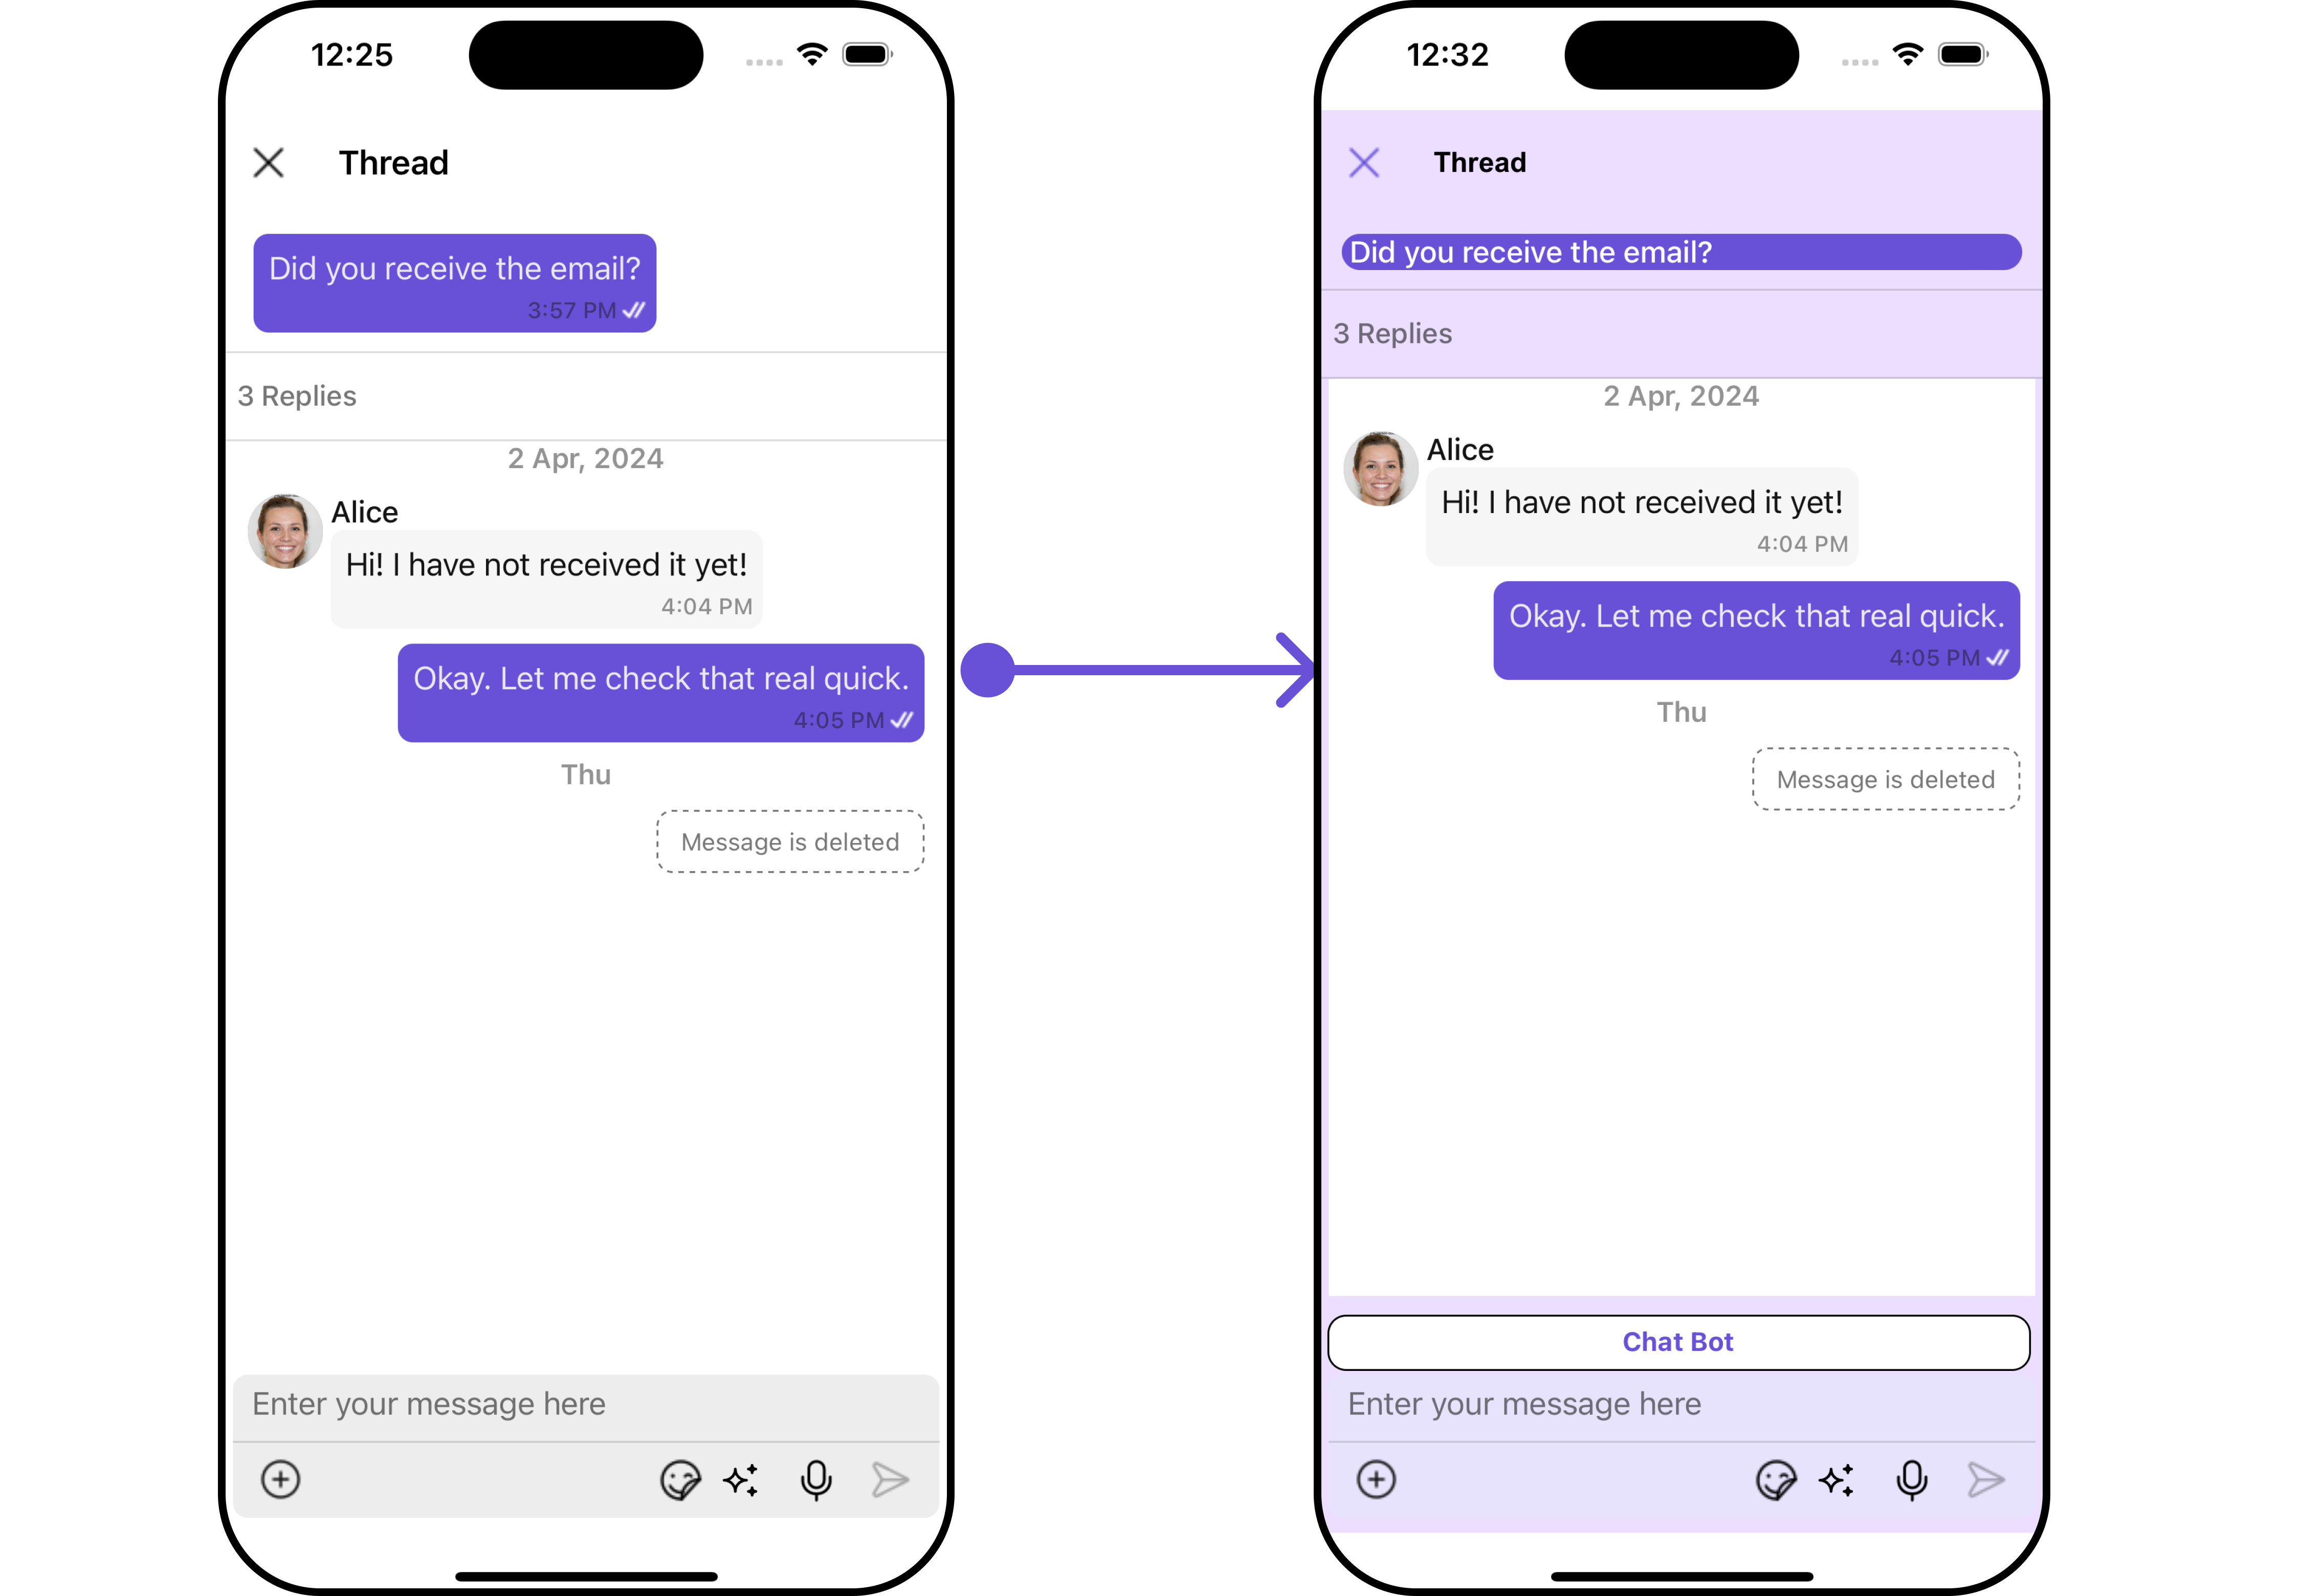 12:25
Thread
Did you receive the email?
3:57 PM
3 Replies
2 Apr, 2024
Alice
Hi! I have not received it yet!
4:04 PM
Okay. Let me check that real quick.
4:05 PM
Thu
Message is deleted
Enter your message here
12:32
Thread
Did you receive the email?
3 Replies
2 Apr, 2024
Alice
Hi! I have not received it yet!
4:04 PM
Okay. Let me check that real quick.
4:05 PM
Thu
Message is deleted
Chat Bot
Enter your message here